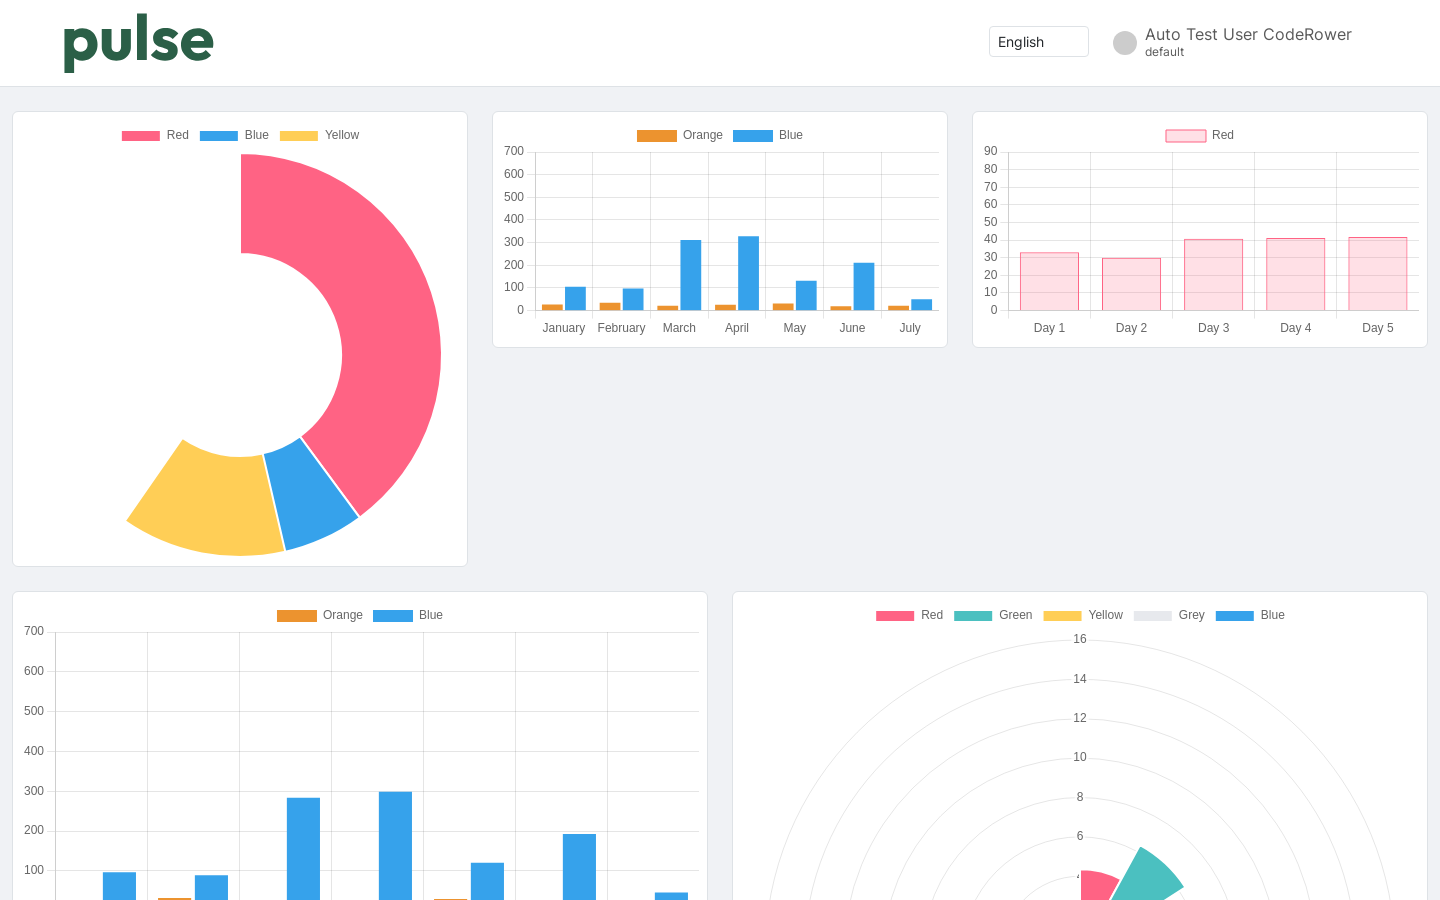 pulse
English
Auto Test User CodeRower
default
Red Blue Yellow
Orange Blue
700
600
500
400
300
200
100
0
January February March April May June July
Red
90
80
70
60
50
40
30
20
10
0
Day 1 Day 2 Day 3 Day 4 Day 5
Orange Blue
700
600
500
400
300
200
100
Red Green Yellow Grey Blue
16
14
12
10
8
6